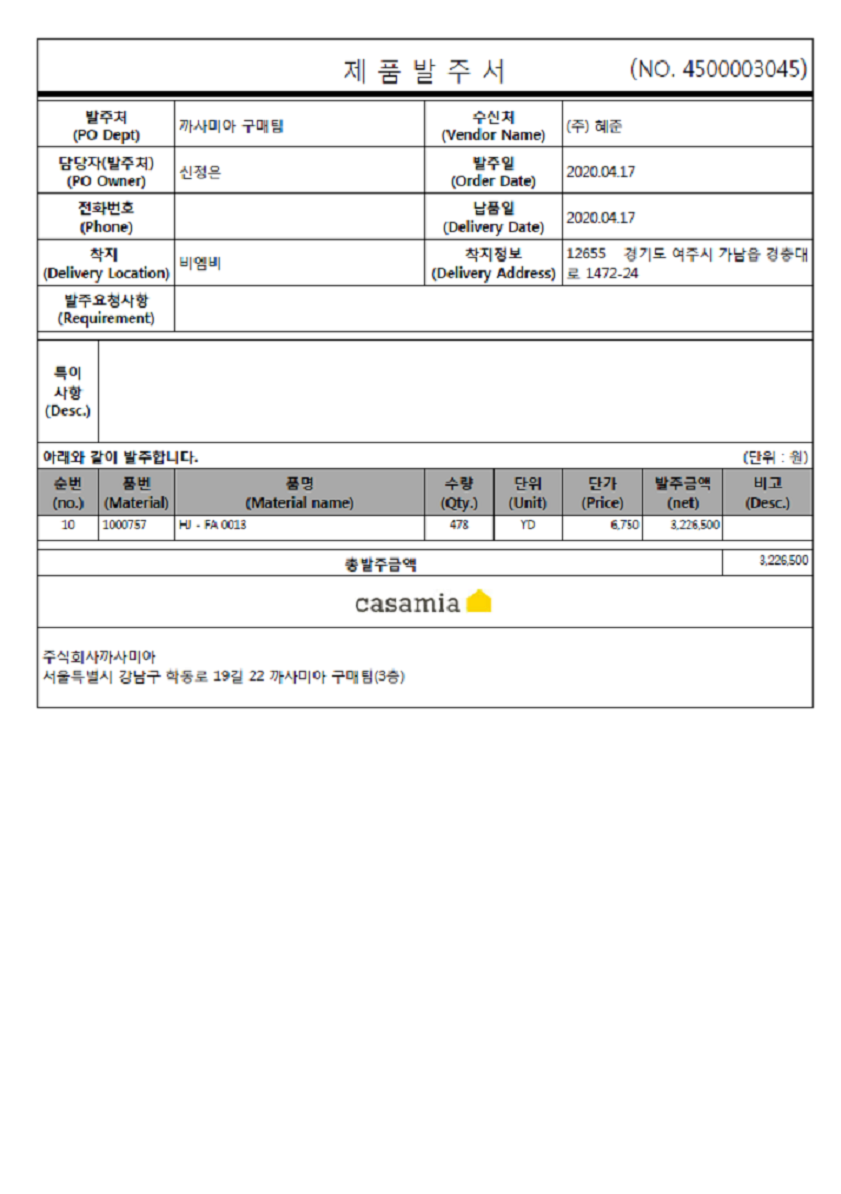 제 품 발 주 서 (NO. 4500003045)
발주처 (PO Dept) 까사미아 구매팀 수신처 (Vendor Name) (주) 혜준
담당자(발주처) (PO Owner) 신정은 발주일 (Order Date) 2020.04.17
전화번호 (Phone) 납품일 (Delivery Date) 2020.04.17
착지 (Delivery Location) 비엠비 착지정보 (Delivery Address) 12655 경기도 여주시 가남읍 경충대
로 1472-24
발주요청사항
(Requirement)
특이
사항
(Desc.)
아래와 같이 발주합니다. (단위 : 원)
순번 품번 품명 수량 단위 단가 발주금액 비고
(no.) (Material) (Material name) (Qty.) (Unit) (Price) (net) (Desc.)
10 1000757 HJ - FA 0013 478 YD 6,750 3,226,500
총발주금액 3,226,500
casamia
주식회사까사미아
서울특별시 강남구 학동로 19길 22 까사미아 구매팀(3층)